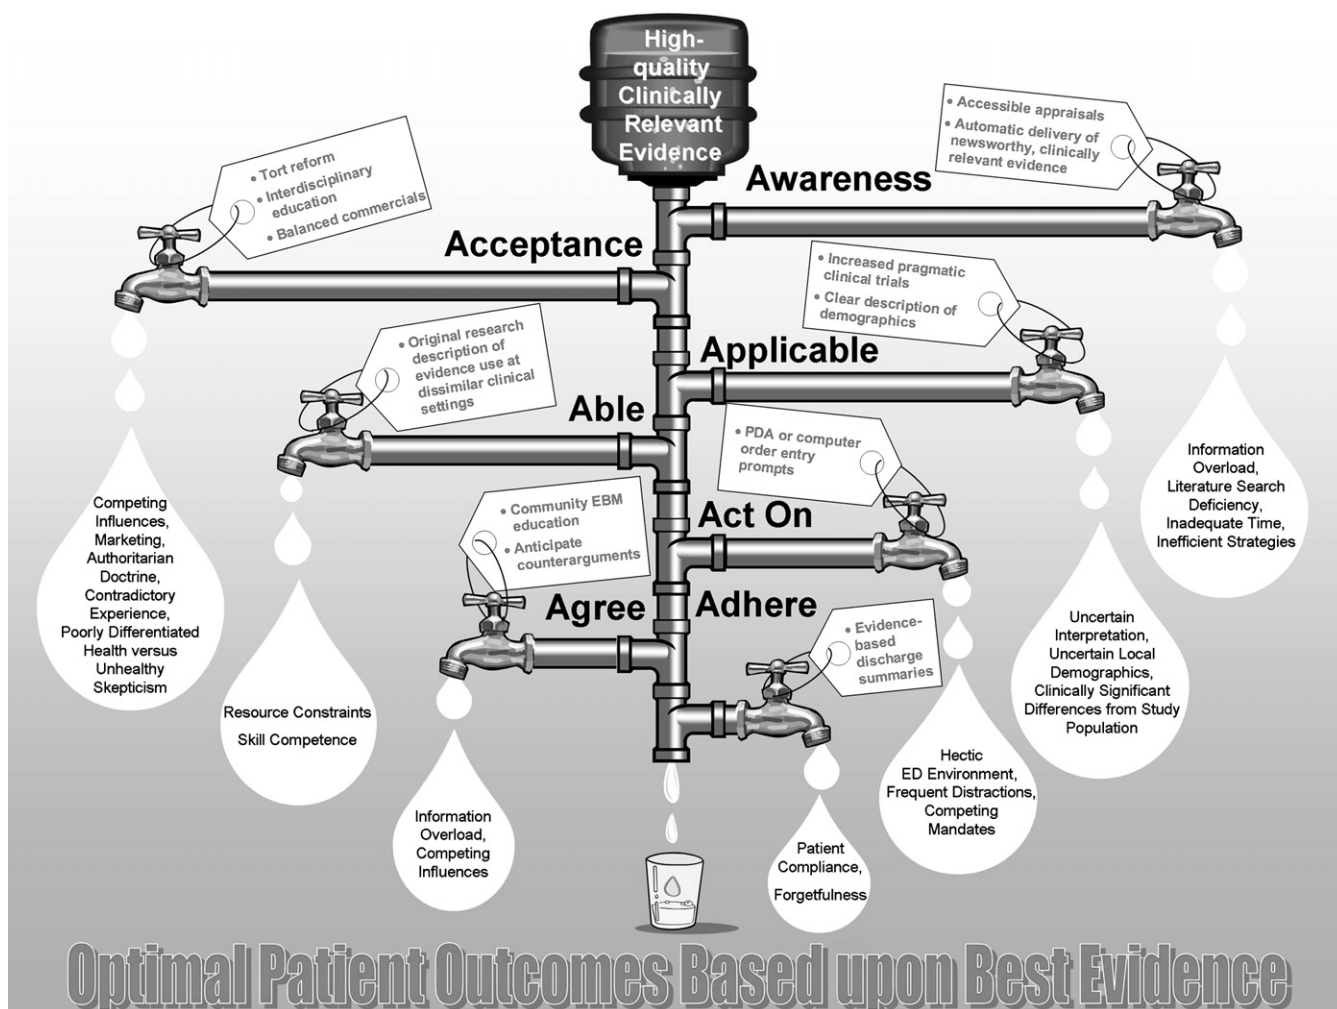 High-
quality
Clinically
Relevant
Evidence
Awareness
• Accessible appraisals
• Automatic delivery of
newsworthy, clinically
relevant evidence
Information
Overload,
Literature Search
Deficiency,
Inadequate Time,
Inefficient Strategies
Acceptance
• Tort reform
• Interdisciplinary
education
• Balanced commercials
Competing
Influences,
Marketing,
Authoritarian
Doctrine,
Contradictory
Experience,
Poorly Differentiated
Health versus
Unhealthy
Skepticism
Applicable
• Increased pragmatic
clinical trials
• Clear description of
demographics
Uncertain
Interpretation,
Uncertain Local
Demographics,
Clinically Significant
Differences from Study
Population
Able
• Original research
description of
evidence use at
dissimilar clinical
settings
Resource Constraints
Skill Competence
Act On
• PDA or computer
order entry
prompts
Hectic
ED Environment,
Frequent Distractions,
Competing
Mandates
Agree
• Community EBM
education
• Anticipate
counterarguments
Information
Overload,
Competing
Influences
Adhere
• Evidence-
based
discharge
summaries
Patient
Compliance,
Forgetfulness
Optimal Patient Outcomes Based upon Best Evidence